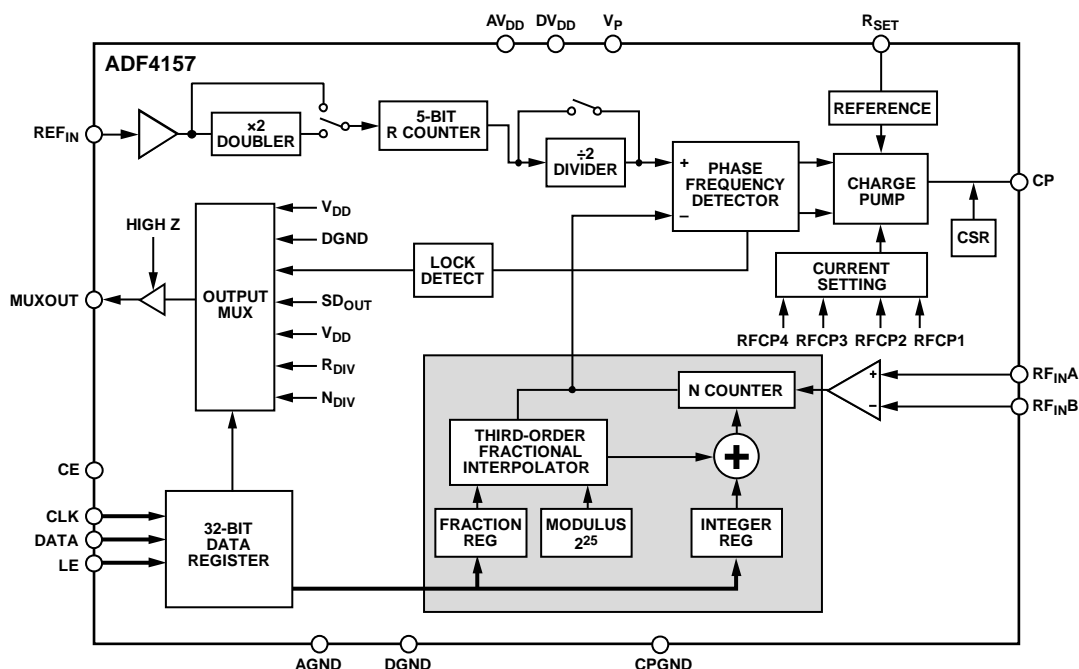 AVDD
DVDD
VP
RSET
ADF4157
REFIN
×2
DOUBLER
5-BIT
R COUNTER
÷2
DIVIDER
+
−
PHASE
FREQUENCY
DETECTOR
REFERENCE
CHARGE
PUMP
CP
CSR
HIGH Z
OUTPUT
MUX
MUXOUT
VDD
DGND
LOCK
DETECT
SDOUT
VDD
RDIV
NDIV
CURRENT
SETTING
RFCP4
RFCP3
RFCP2
RFCP1
N COUNTER
+
−
RFINA
RFINB
THIRD-ORDER
FRACTIONAL
INTERPOLATOR
+
FRACTION
REG
MODULUS
2²⁵
INTEGER
REG
CE
CLK
DATA
LE
32-BIT
DATA
REGISTER
AGND
DGND
CPGND